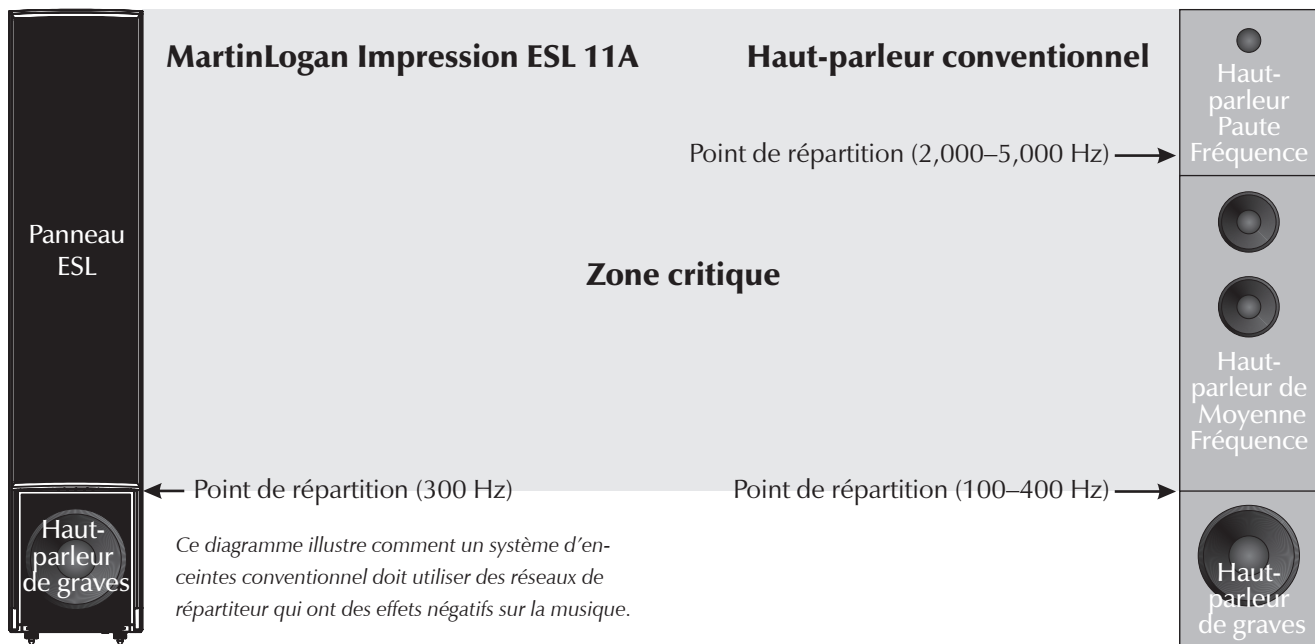 MartinLogan Impression ESL 11A
Haut-parleur conventionnel
Haut-
parleur
Paute
Fréquence
Point de répartition (2,000–5,000 Hz)
Panneau
ESL
Zone critique
Haut-
parleur de
Moyenne
Fréquence
Point de répartition (300 Hz)
Point de répartition (100–400 Hz)
Haut-
parleur
de graves
Ce diagramme illustre comment un système d'en-
ceintes conventionnel doit utiliser des réseaux de
répartiteur qui ont des effets négatifs sur la musique.
Haut-
parleur
de graves